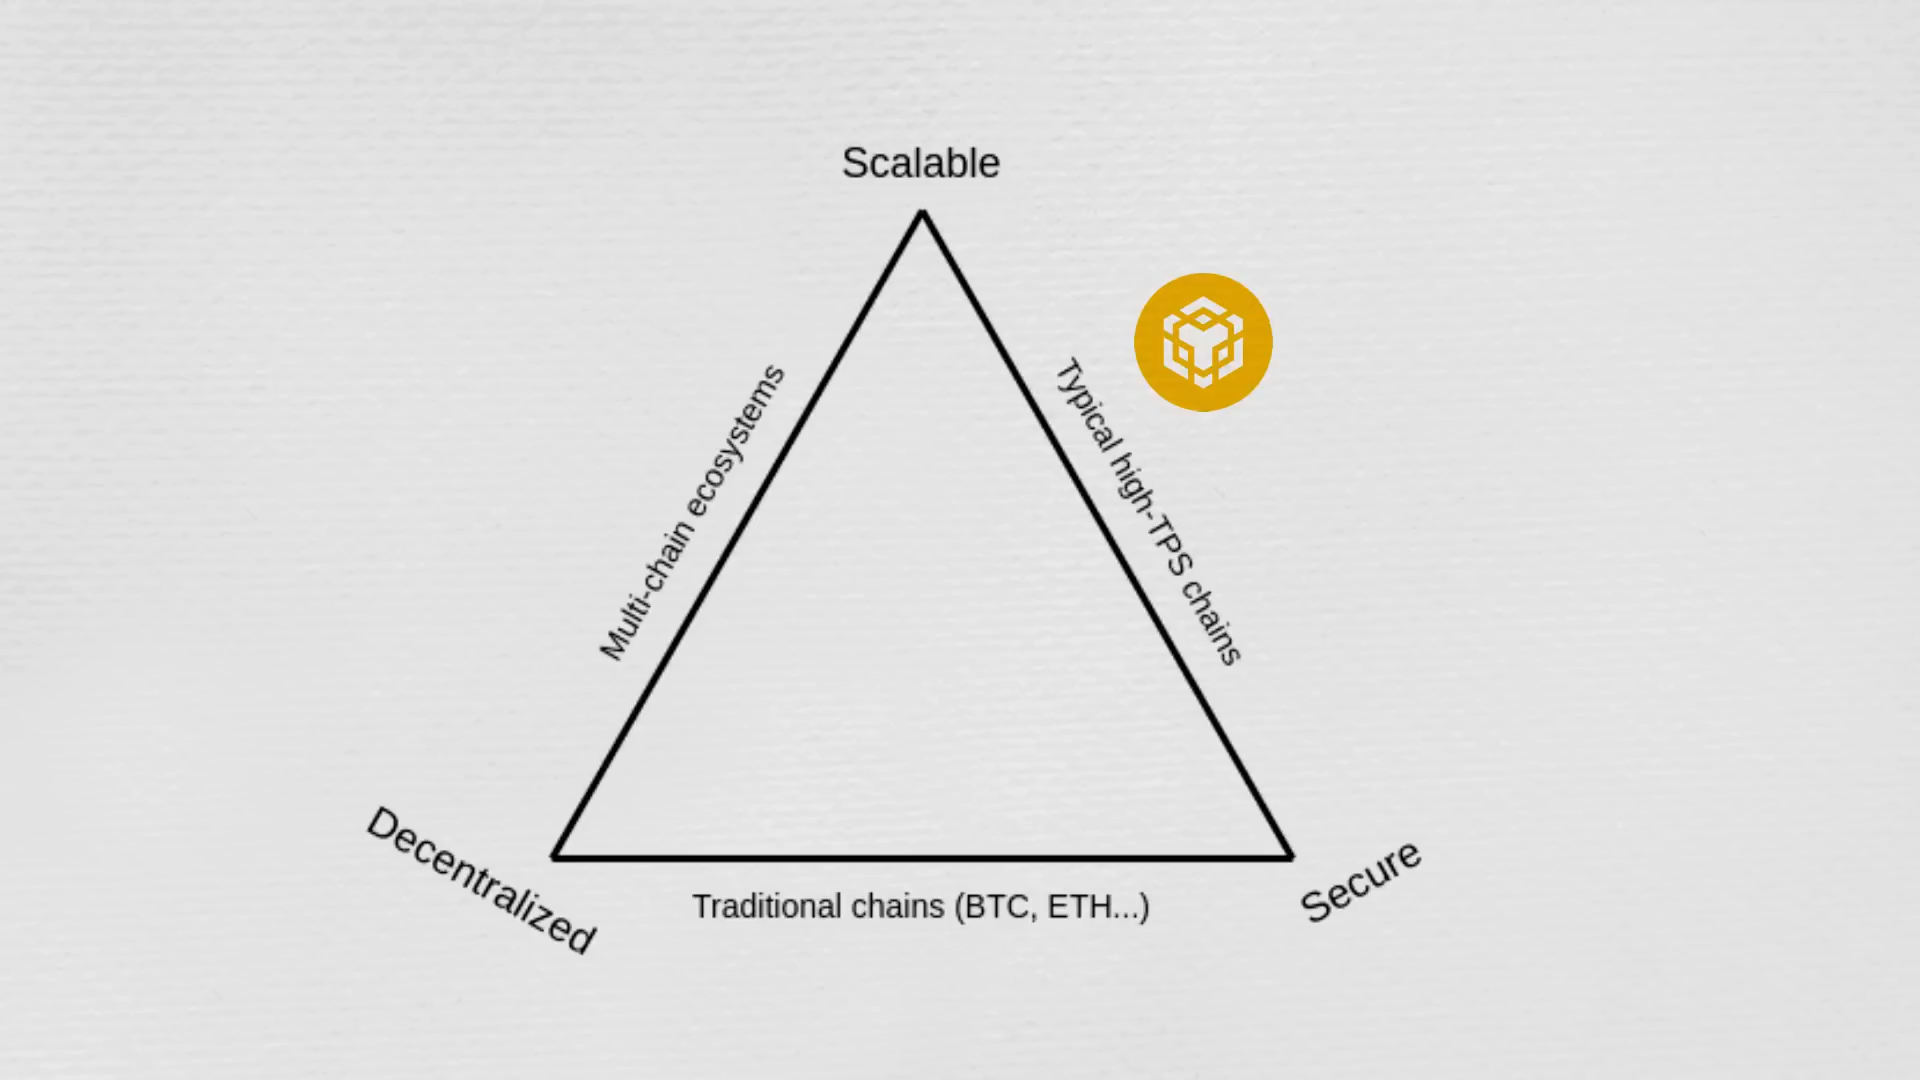 Scalable
Multi-chain ecosystems
Typical high-TPS chains
Decentralized
Secure
Traditional chains (BTC, ETH...)